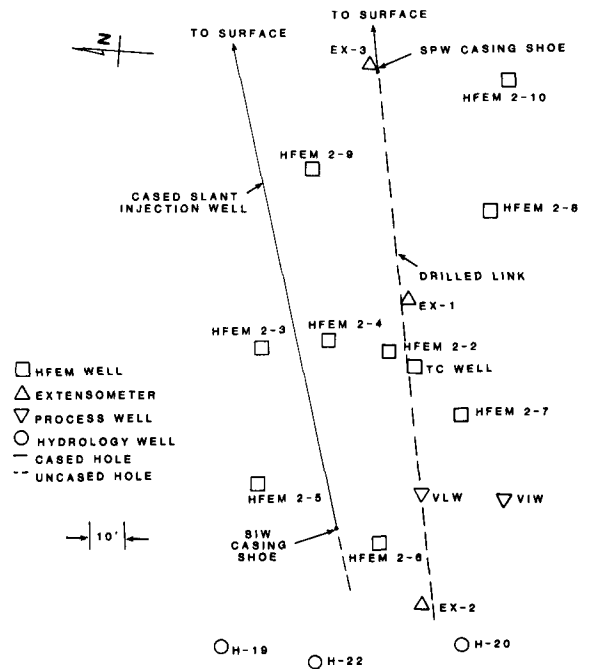 TO SURFACE
TO SURFACE
N
EX-3
SPW CASING SHOE
HFEM 2-10
HFEM 2-9
CASED SLANT
INJECTION WELL
HFEM 2-8
DRILLED LINK
EX-1
HFEM 2-3
HFEM 2-4
HFEM 2-2
TC WELL
HFEM WELL
EXTENSOMETER
PROCESS WELL
HYDROLOGY WELL
CASED HOLE
UNCASED HOLE
HFEM 2-7
HFEM 2-5
VLW
VIW
10'
SIW
CASING
SHOE
HFEM 2-6
EX-2
H-19
H-22
H-20